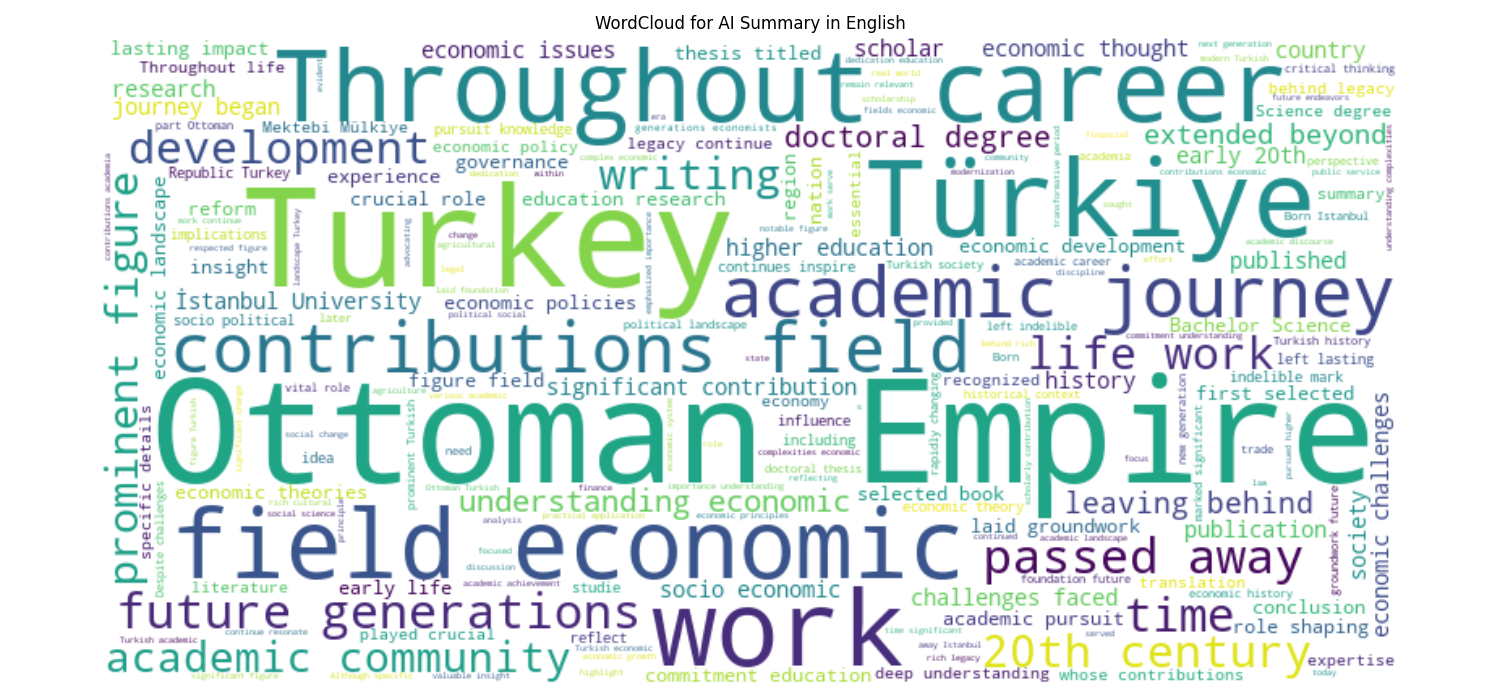 WordCloud for AI Summary in English
lasting impact
Throughout career
economic issues
thesis titled
scholar
economic thought
next generation
country
Throughout life
evident
dedication education
modern Turkish
critical thinking
research
real world
remain relevant
behind legacy
journey began
scholarship
future endeavors
fields economic
Science degree
era
part Ottoman
Mektebi Mülkiye
pursuit knowledge
generations economists
doctoral degree
financial
extended beyond
development
economic policy
legacy continue
early 20th
governance
complex economic
community
academia
perspective
Republic Turkey
experience
dedication
within
writing
region
nation
essential
modernization
transformative period
contributions economic
public service
Türkiye
crucial role
education research
work serve
summary
reform
Turkey
sought
Born Istanbul
work continue
notable figure
implications
respected figure
landscape Turkey
change
advocating
agricultural
emphasized importance
higher education
economic development
academic discourse
understanding complexities
contributions academia
prominent figure
economic landscape
insight
legal
continues inspire
Turkish society
academic career
effort
discipline
published
laid foundation
academic journey
İstanbul University
economic policies
political social
socio political
later
contributions field
political landscape
provided
left indelible
Bachelor Science
commitment understanding
Turkish history
behind rich
life work
state
Born
left lasting
vital role
agriculture
figure field
various academic
significant contribution
recognized
history
indelible mark
historical context
first selected
Ottoman Empire
economy
s
influence
including
complexities economic
doctoral thesis
reflecting
specific details
figure Turkish
significant change
social change
idea
need
prominent Turkish
economic system
role
rapidly changing
scholarly contribution
focus
new generation
marked significant
trade
pursued higher
law
economic challenges
Ottoman Turkish
finance
importance understanding
economic theories
rich cultural
social science
principle
understanding economic
selected book
economic theory
leaving behind
Despite challenges
field economic
analysis
practical application
economic principles
laid groundwork
continued
academic landscape
publication
groundwork future
society
focused
discussion
passed away
literature
early life
academic achievement
studie
socio economic
foundation future
translation
challenges faced
economic history
future generations
work
academic pursuit
time
conclusion
served
role shaping
Turkish academic
continue resonate
played crucial
reflect
Turkish economic
time significant
away Istanbul
20th century
academic community
economic growth
rich legacy
expertise
significant figure
Although specific
valuable insight
highlight
commitment education
deep understanding
whose contributions
today